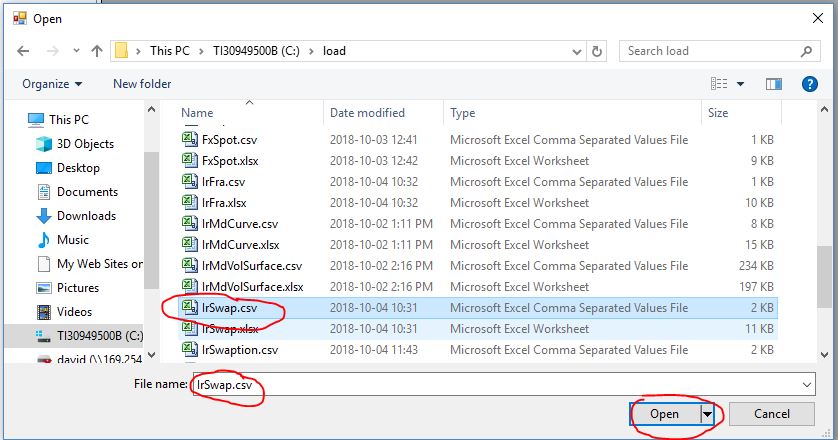 Open
This PC > TI30949500B (C:) > load
Search load
Organize
New folder
This PC
3D Objects
Desktop
Documents
Downloads
Music
My Web Sites on
Pictures
Videos
TI30949500B (C:)
david (\\169.254
Name Date modified Type Size
FxSpot.csv 2018-10-03 12:41 Microsoft Excel Comma Separated Values File 1 KB
FxSpot.xlsx 2018-10-03 12:42 Microsoft Excel Worksheet 9 KB
IrFra.csv 2018-10-04 10:32 Microsoft Excel Comma Separated Values File 1 KB
IrFra.xlsx 2018-10-04 10:32 Microsoft Excel Worksheet 10 KB
IrMdCurve.csv 2018-10-02 1:11 PM Microsoft Excel Comma Separated Values File 8 KB
IrMdCurve.xlsx 2018-10-02 1:11 PM Microsoft Excel Worksheet 15 KB
IrMdVolSurface.csv 2018-10-02 2:16 PM Microsoft Excel Comma Separated Values File 234 KB
IrMdVolSurface.xlsx 2018-10-02 2:16 PM Microsoft Excel Worksheet 197 KB
IrSwap.csv 2018-10-04 10:31 Microsoft Excel Comma Separated Values File 2 KB
IrSwap.xlsx 2018-10-04 10:31 Microsoft Excel Worksheet 11 KB
IrSwaption.csv 2018-10-04 11:43 Microsoft Excel Comma Separated Values File 2 KB
File name: IrSwap.csv
Open
Cancel